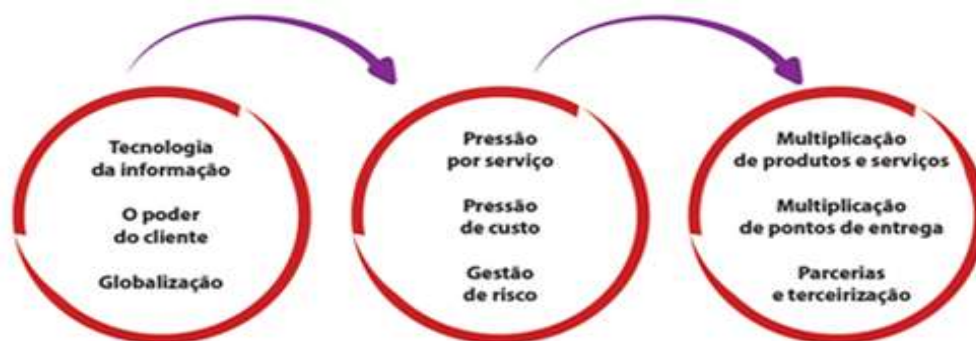 Tecnologia
da informação
O poder
do cliente
Globalização
Pressão
por serviço
Pressão
de custo
Gestão
de risco
Multiplicação
de produtos e serviços
Multiplicação
de pontos de entrega
Parcerias
e terceirização